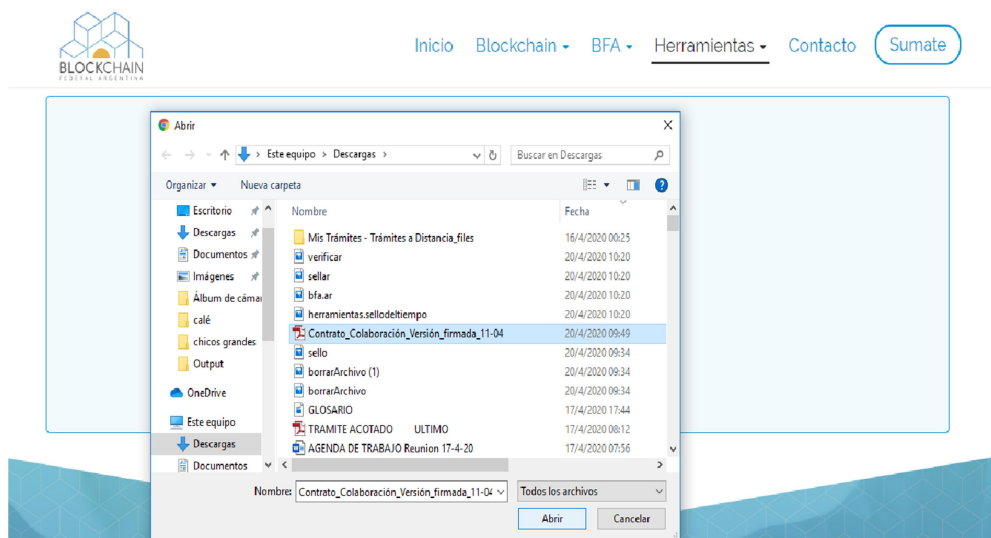 BLOCKCHAIN
FEDERAL ARGENTINA
Inicio Blockchain BFA Herramientas Contacto Sumate
Abrir
Este equipo > Descargas >
Buscar en Descargas
Organizar Nueva carpeta
Escritorio
Descargas
Documentos
Imágenes
Álbum de cámar
calé
chicos grandes
Output
OneDrive
Este equipo
Descargas
Documentos
Nombre Fecha
Mis Trámites - Trámites a Distancia_files 16/4/2020 00:25
verificar 20/4/2020 10:20
sellar 20/4/2020 10:20
bfa.ar 20/4/2020 10:20
herramientas.sellodeltiempo 20/4/2020 10:20
Contrato_Colaboración_Versión_firmada_11-04 20/4/2020 09:49
sello 20/4/2020 09:34
borrarArchivo (1) 20/4/2020 09:34
borrarArchivo 20/4/2020 09:34
GLOSARIO 17/4/2020 17:44
TRAMITE ACOTADO ULTIMO 17/4/2020 08:12
AGENDA DE TRABAJO Reunion 17-4-20 17/4/2020 07:56
Nombre: Contrato_Colaboración_Versión_firmada_11-04 Todos los archivos
Abrir Cancelar